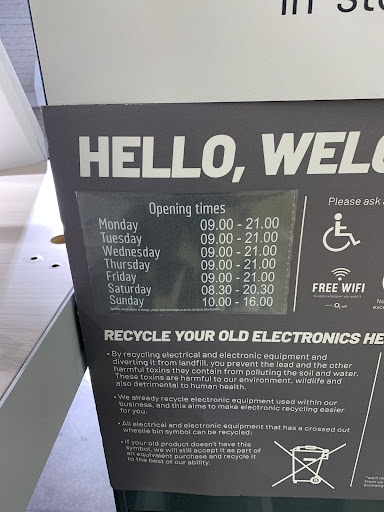 in st
HELLO, WELC
Opening times
Monday 09.00 - 21.00
Tuesday 09.00 - 21.00
Wednesday 09.00 - 21.00
Thursday 09.00 - 21.00
Friday 09.00 - 21.00
Saturday 08.30 - 20.30
Sunday 10.00 - 16.00
Please ask
FREE WIFI
RECYCLE YOUR OLD ELECTRONICS HE
• By recycling electrical and electronic equipment and
diverting it from landfill, you prevent the lead and the other
harmful toxins they contain from polluting the soil and water.
These toxins are harmful to our environment, wildlife and
also detrimental to human health.
• We already recycle electronic equipment used within our
business, and this aims to make electronic recycling easier
for you.
• All electrical and electronic equipment that has a crossed out
wheelie bin symbol can be recycled.
• If your old product doesn't have this
symbol, we will still accept it as part of
an equivalent purchase and recycle it
to the best of our ability.